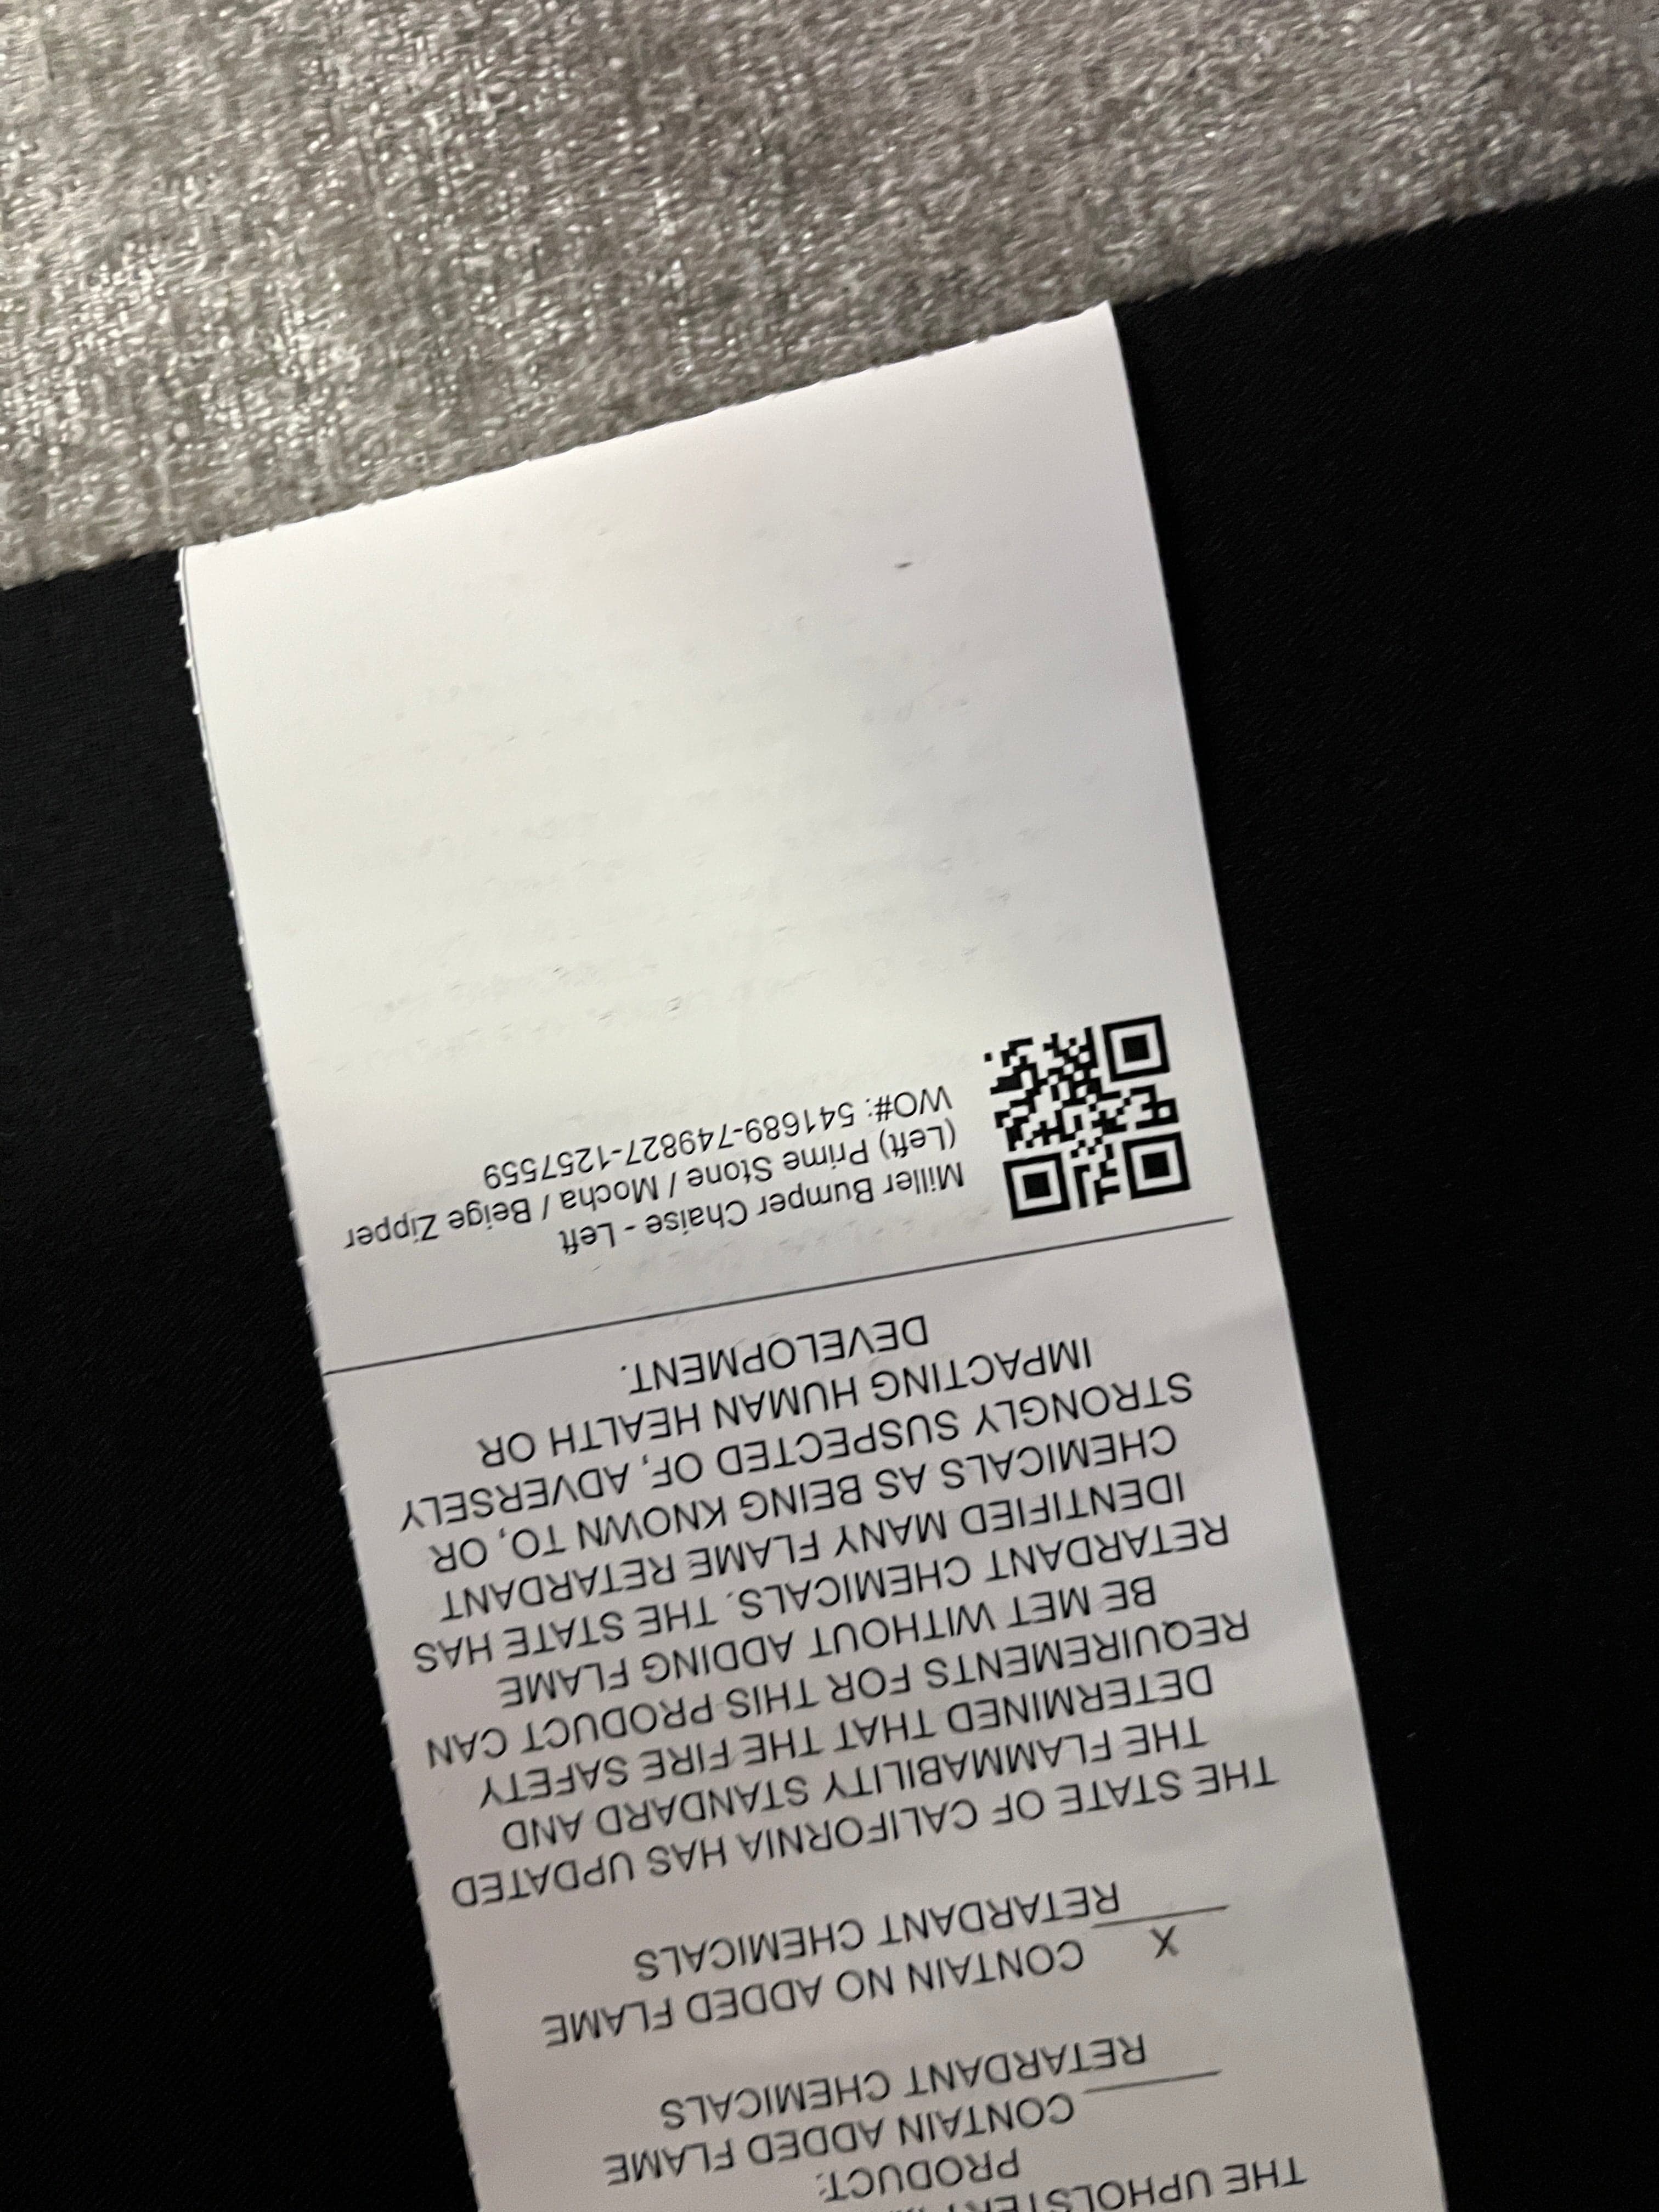 THE UPHOLSTERY
PRODUCT:
CONTAIN ADDED FLAME
RETARDANT CHEMICALS
X CONTAIN NO ADDED FLAME
RETARDANT CHEMICALS
THE STATE OF CALIFORNIA HAS UPDATED
THE FLAMMABILITY STANDARD AND
DETERMINED THAT THE FIRE SAFETY
REQUIREMENTS FOR THIS PRODUCT CAN
BE MET WITHOUT ADDING FLAME
RETARDANT CHEMICALS. THE STATE HAS
IDENTIFIED MANY FLAME RETARDANT
CHEMICALS AS BEING KNOWN TO, OR
STRONGLY SUSPECTED OF, ADVERSELY
IMPACTING HUMAN HEALTH OR
DEVELOPMENT.
Miller Bumper Chaise - Left
(Left) Prime Stone / Mocha / Beige Zipper
WO#: 541689-749827-1257559